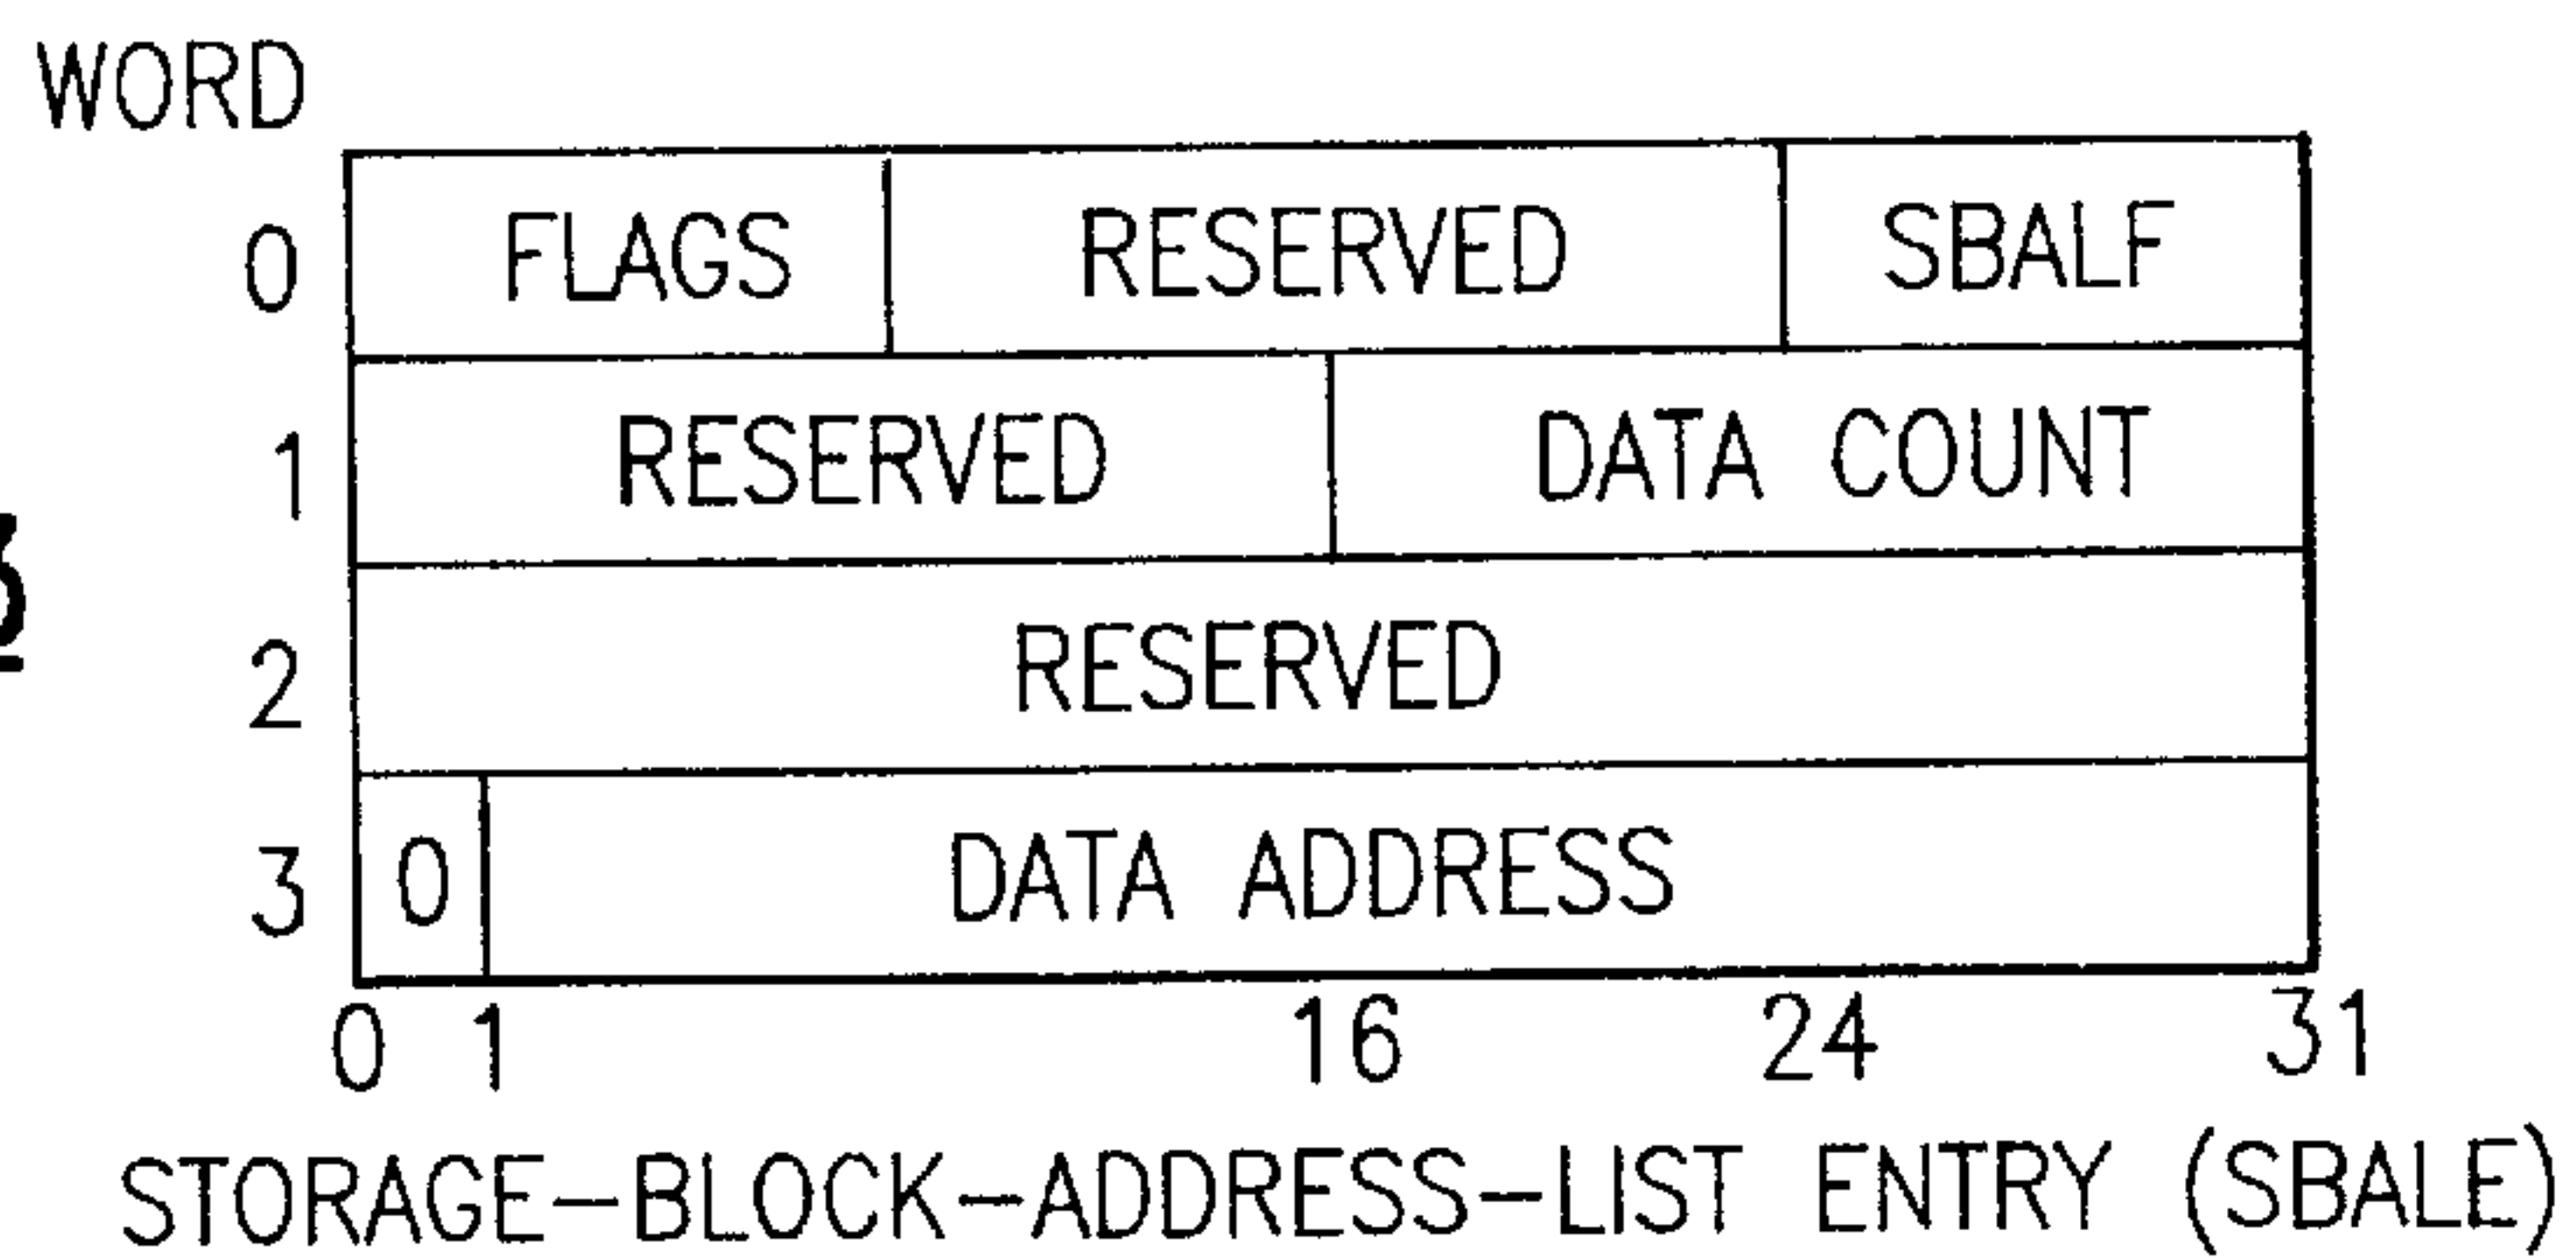 WORD
0 FLAGS RESERVED SBALF
1 RESERVED DATA COUNT
2 RESERVED
3 0 DATA ADDRESS
0 1 16 24 31
STORAGE-BLOCK-ADDRESS-LIST ENTRY (SBALE)